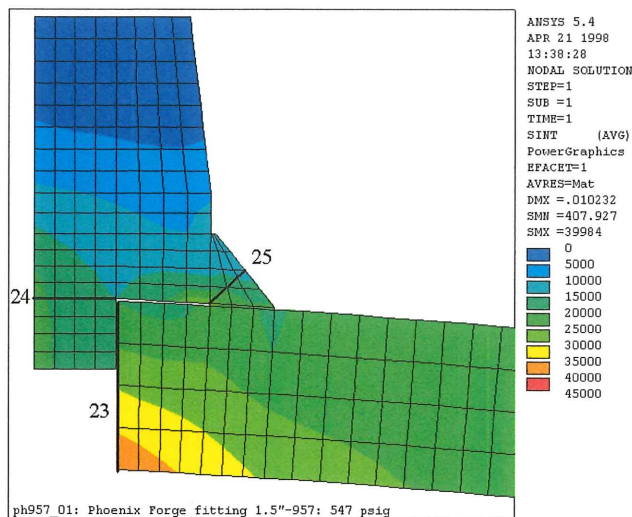 ANSYS 5.4
APR 21 1998
13:38:28
NODAL SOLUTION
STEP=1
SUB =1
TIME=1
SINT (AVG)
PowerGraphics
EFACET=1
AVRES=Mat
DMX =.010232
SMN =407.927
SMX =39984
0
5000
10000
15000
20000
25000
30000
35000
40000
45000
25
24
23
ph957_01: Phoenix Forge fitting 1.5"-957: 547 psig